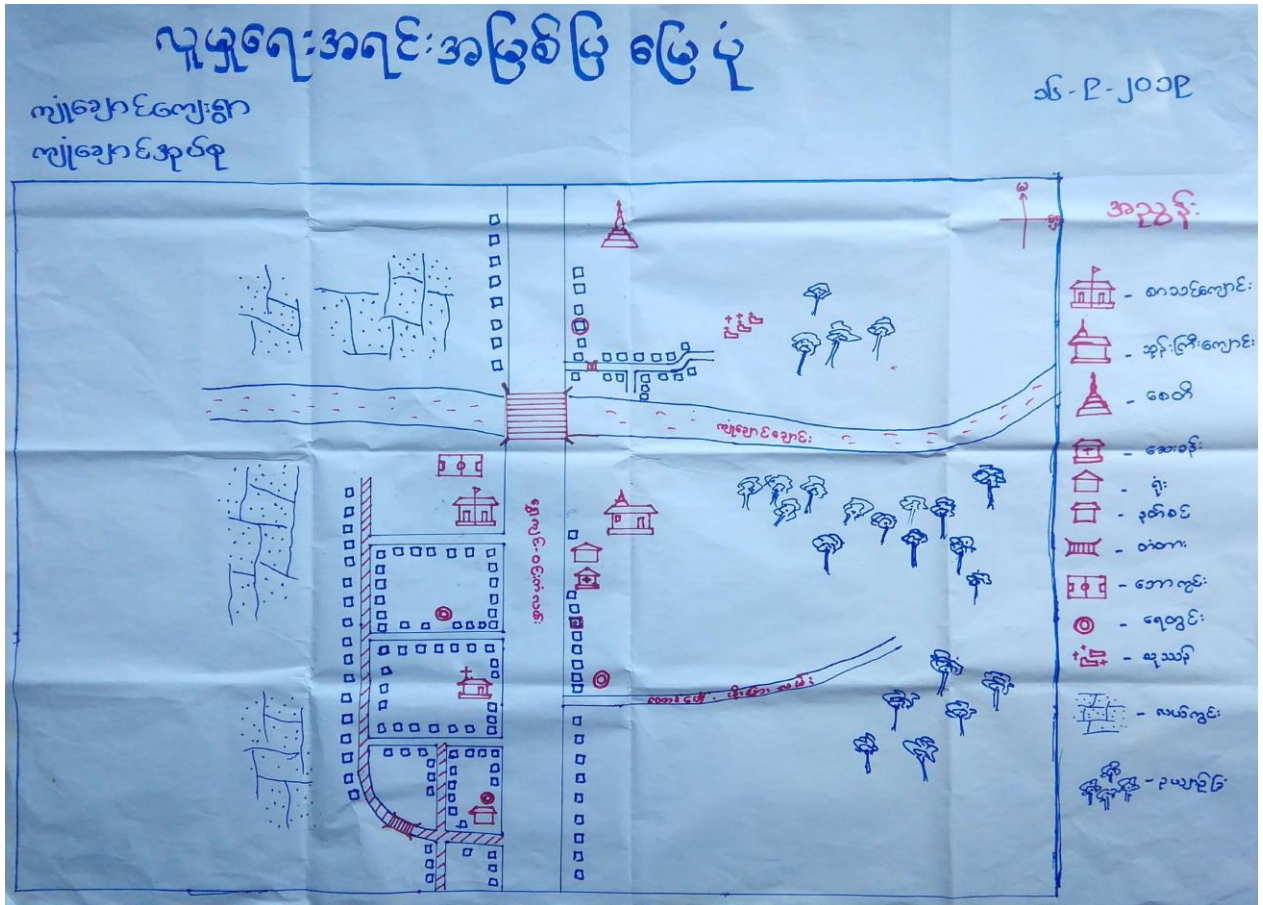 လူမှုရေးအရင်းအမြစ်ပြ မြေပုံ
၁၆-၉-၂၀၁၉
ကျုံချောင်ကျေးရွာ
ကျုံချောင်အုပ်စု
အညွှန်း
စာသင်ကျောင်း
ဘုန်းကြီးကျောင်း
စေတီ
ဆေးခန်း
ရုံး
နတ်စင်
တံတား
ဘောကွင်း
ရေတွင်း
သုဿန်
လယ်ကွင်း
ဥယျာဉ်ခြံ
ကျုံချောင်ချောင်း